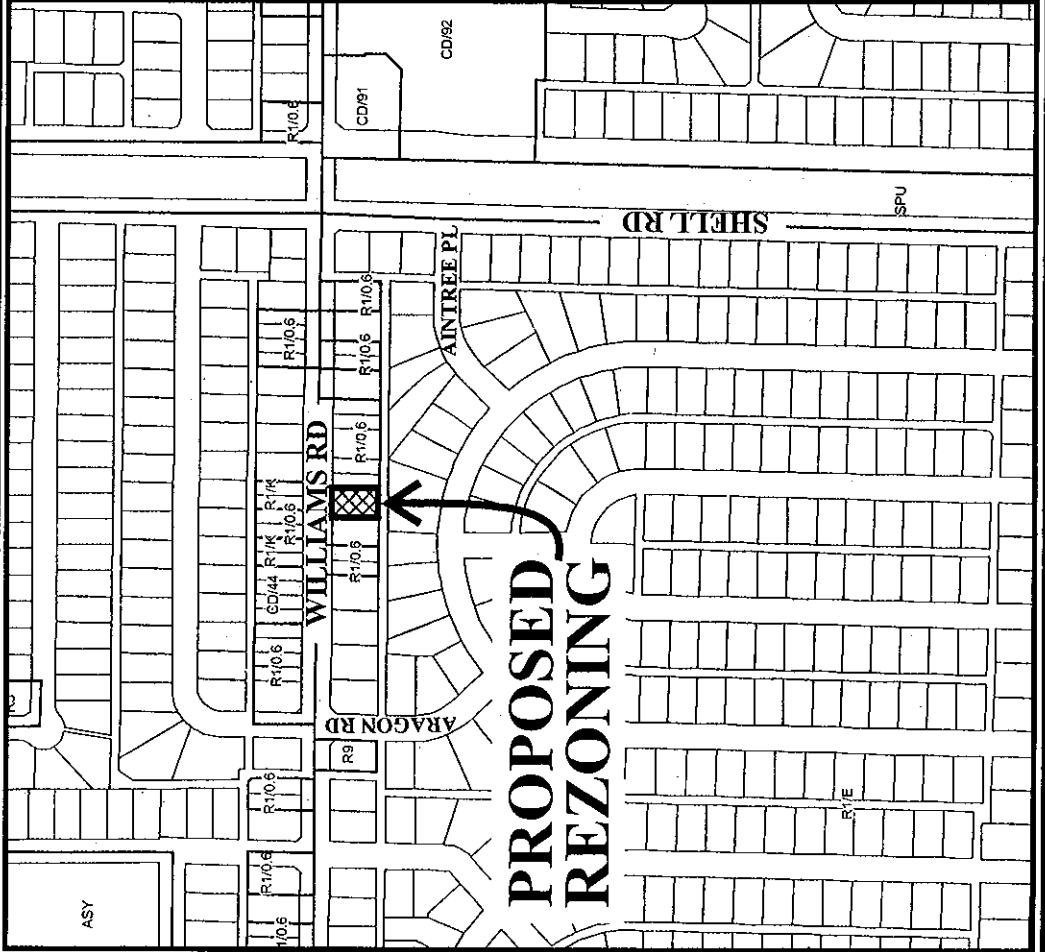 CD/92
CD/91
R1/0.6
SPU
SHELL RD
AINTREE PL
R1/0.6
R1/0.6
R1/0.6
R1/0.6
WILLIAMS RD
R1/K
R1/0.6
R1/K
CD/44
R1/0.6
R1/0.6
ARAGON RD
R9
R1/0.6
R1/0.6
ASY
R1/E
PROPOSED
REZONING